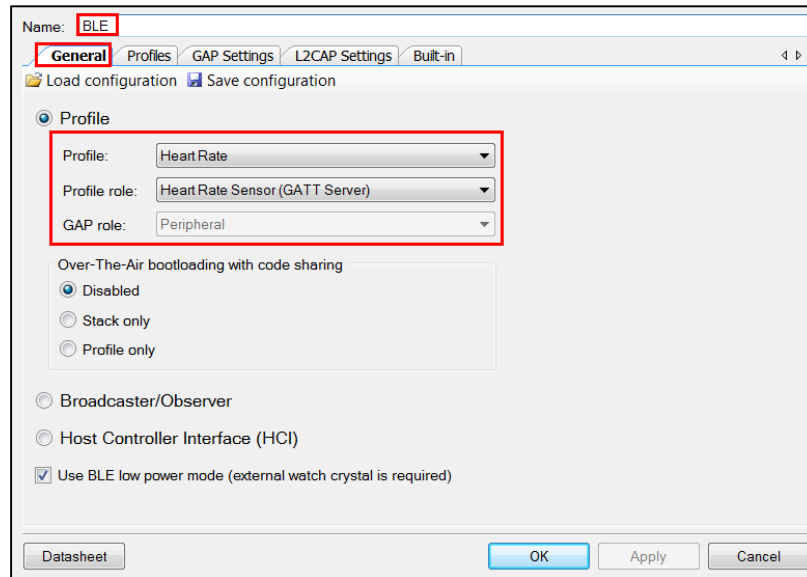 Name: BLE
General Profiles GAP Settings L2CAP Settings Built-in
Load configuration Save configuration
Profile
Profile: Heart Rate
Profile role: Heart Rate Sensor (GATT Server)
GAP role: Peripheral
Over-The-Air bootloading with code sharing
Disabled
Stack only
Profile only
Broadcaster/Observer
Host Controller Interface (HCI)
Use BLE low power mode (external watch crystal is required)
Datasheet OK Apply Cancel